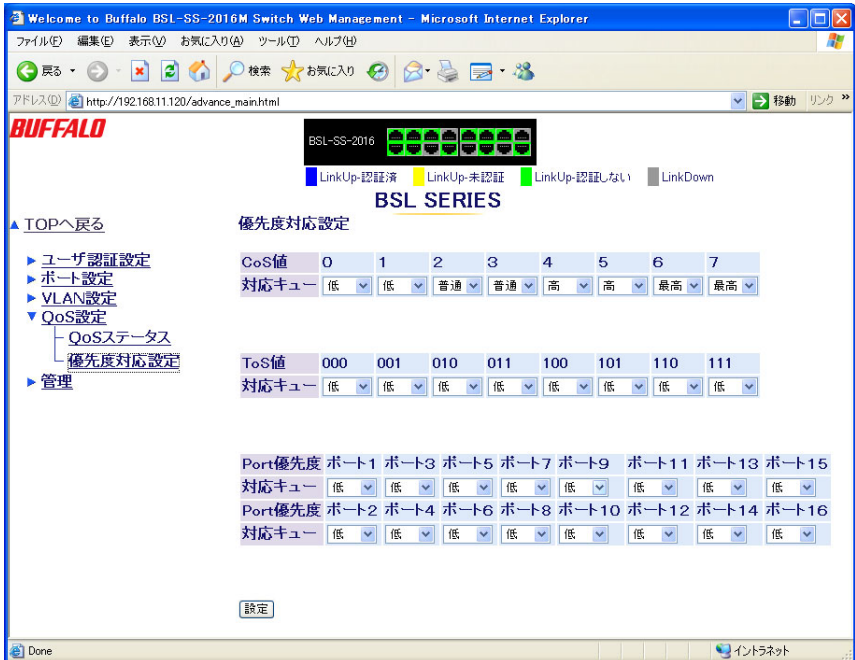 Welcome to Buffalo BSL-SS-2016M Switch Web Management - Microsoft Internet Explorer
ファイル(F) 編集(E) 表示(V) お気に入り(A) ツール(T) ヘルプ(H)
戻る 検索 お気に入り
アドレス(D) http://192.168.11.120/advance_main.html 移動 リンク »
BUFFALO
BSL-SS-2016
LinkUp-認証済 LinkUp-未認証 LinkUp-認証しない LinkDown
BSL SERIES
TOPへ戻る
ユーザ認証設定
ポート設定
VLAN設定
QoS設定
QoSステータス
優先度対応設定
管理
優先度対応設定
CoS値 0 1 2 3 4 5 6 7
対応キュー 低 低 普通 普通 高 高 最高 最高
ToS値 000 001 010 011 100 101 110 111
対応キュー 低 低 低 低 低 低 低 低
Port優先度 ポート1 ポート3 ポート5 ポート7 ポート9 ポート11 ポート13 ポート15
対応キュー 低 低 低 低 低 低 低 低
Port優先度 ポート2 ポート4 ポート6 ポート8 ポート10 ポート12 ポート14 ポート16
対応キュー 低 低 低 低 低 低 低 低
設定
Done イントラネット